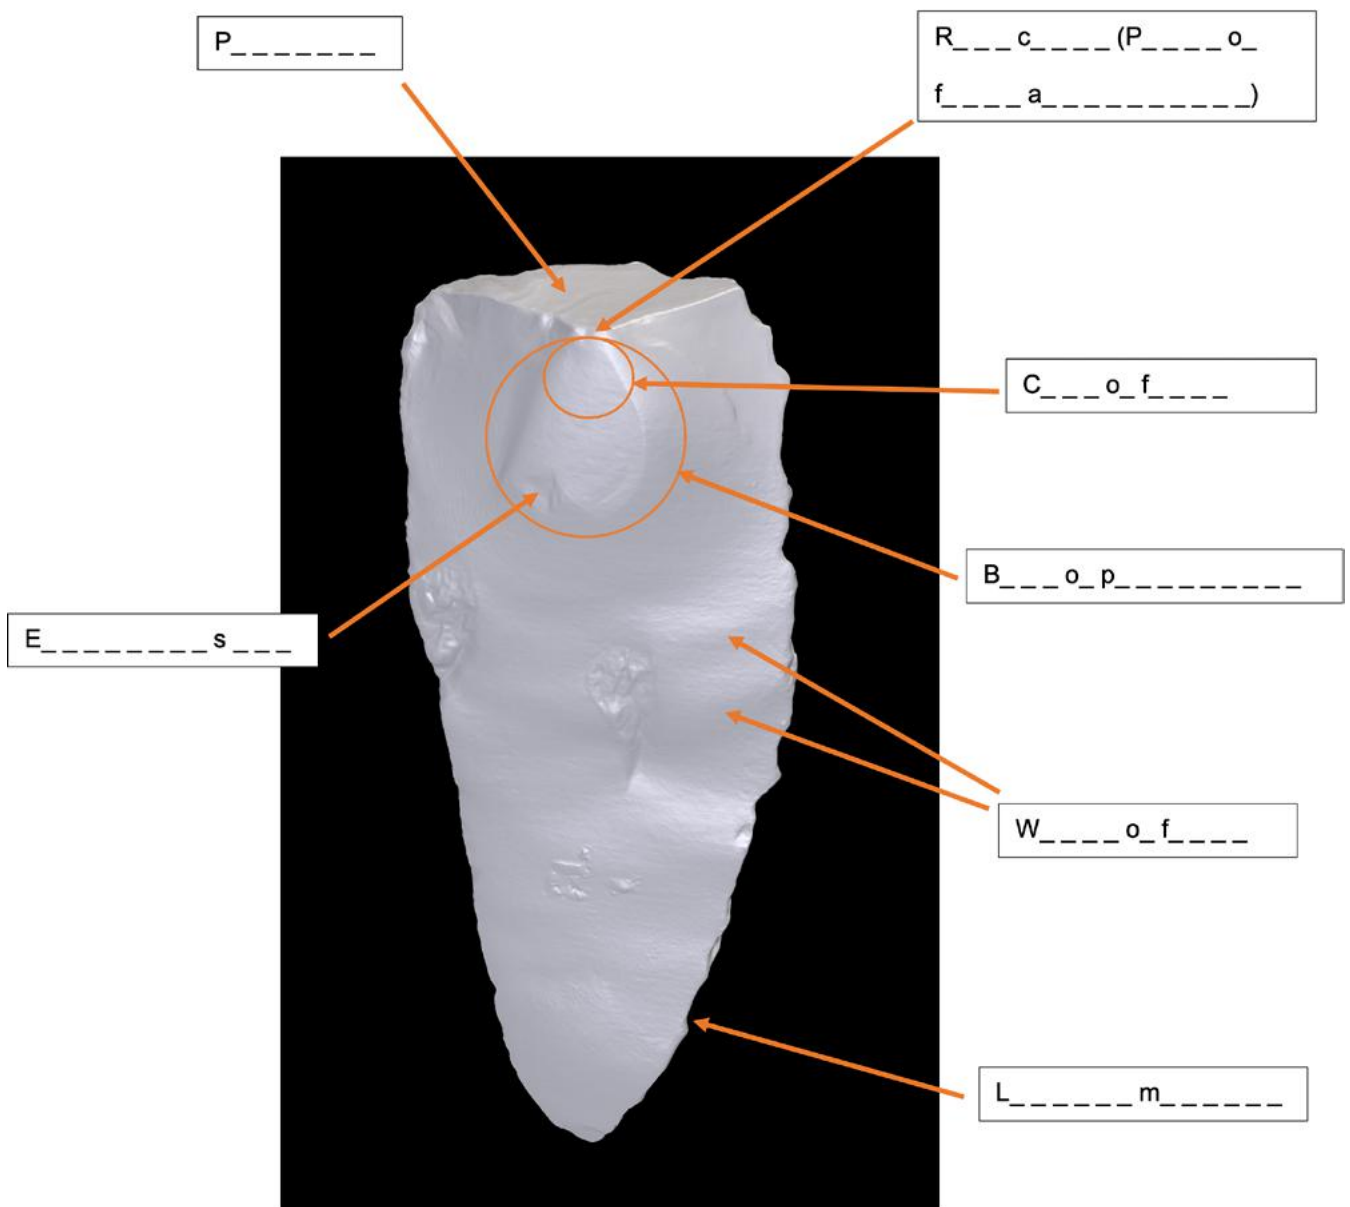 P_ _ _ _ _ _ _
R_ _ _ c_ _ _ _ (P_ _ _ _ o_
f_ _ _ _ a_ _ _ _ _ _ _ _ _ _)
C_ _ _ o_ f_ _ _ _
B_ _ _ o_ p_ _ _ _ _ _ _ _ _
E_ _ _ _ _ _ _ _ s _ _ _
W_ _ _ _ o_ f_ _ _ _
L_ _ _ _ _ _ m_ _ _ _ _ _